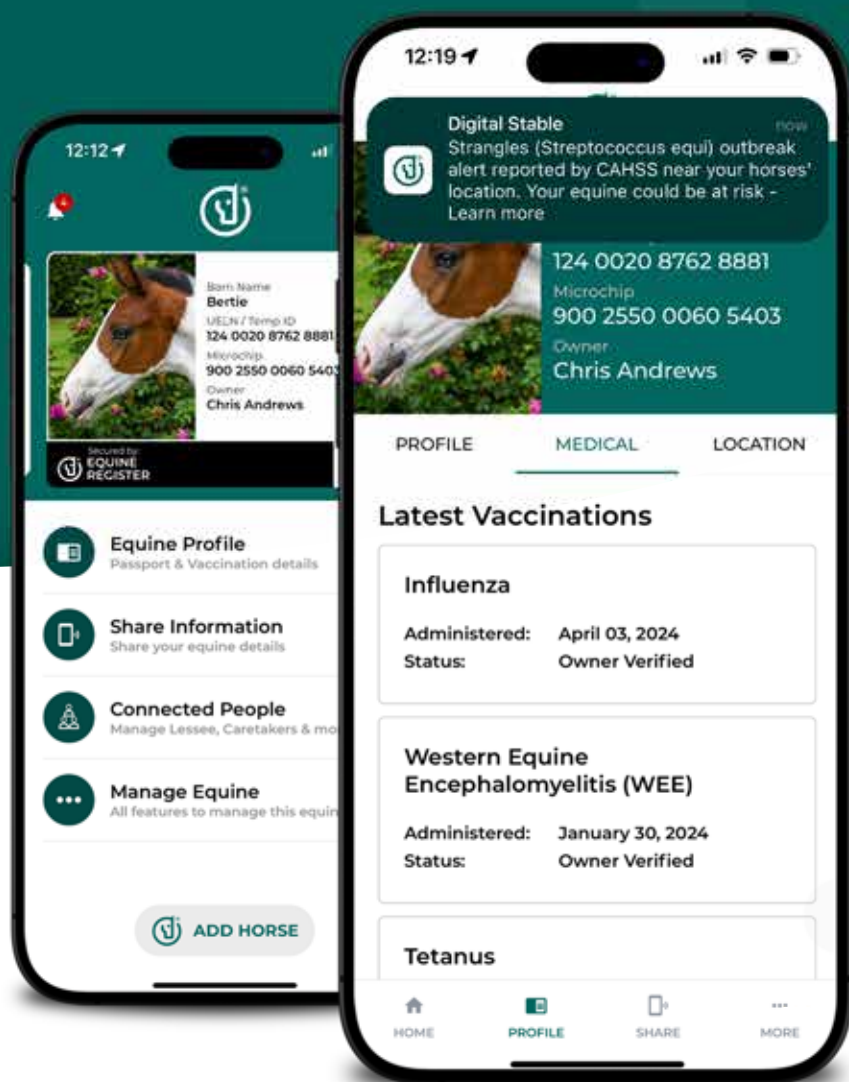 12:12
4
Barn Name
Bertie
UELN / Temp ID
124 0020 8762 8881
Microchip
900 2550 0060 540
Owner
Chris Andrews
Secured by:
EQUINE
REGISTER
Equine Profile
Passport & Vaccination details
Share Information
Share your equine details
Connected People
Manage Lessee, Caretakers & mo
Manage Equine
All features to manage this equin
ADD HORSE
12:19
Digital Stable
now
Strangles (Streptococcus equi) outbreak
alert reported by CAHSS near your horses'
location. Your equine could be at risk -
Learn more
124 0020 8762 8881
Microchip
900 2550 0060 5403
Owner
Chris Andrews
PROFILE MEDICAL LOCATION
Latest Vaccinations
Influenza
Administered: April 03, 2024
Status: Owner Verified
Western Equine
Encephalomyelitis (WEE)
Administered: January 30, 2024
Status: Owner Verified
Tetanus
HOME PROFILE SHARE MORE